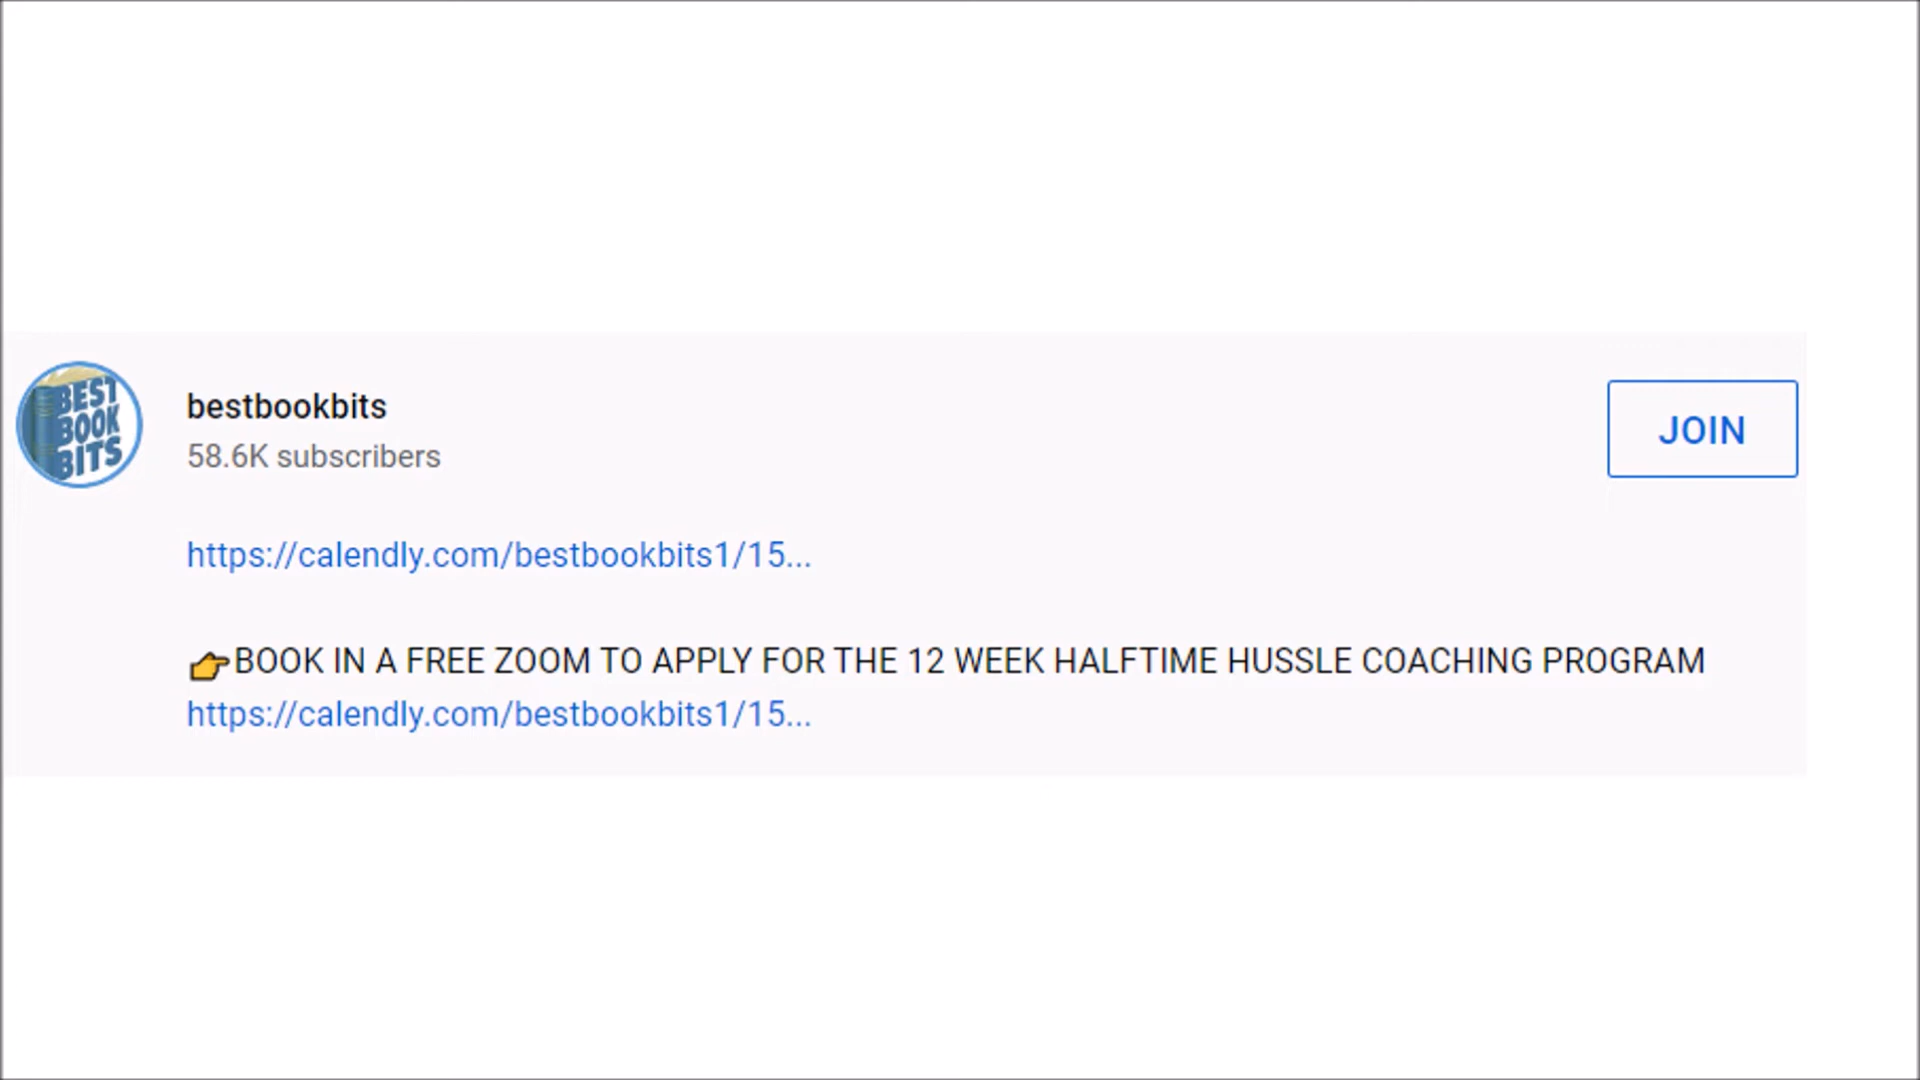 BEST
BOOK
BITS
bestbookbits
58.6K subscribers
JOIN
https://calendly.com/bestbookbits1/15...
👉BOOK IN A FREE ZOOM TO APPLY FOR THE 12 WEEK HALFTIME HUSSLE COACHING PROGRAM
https://calendly.com/bestbookbits1/15...